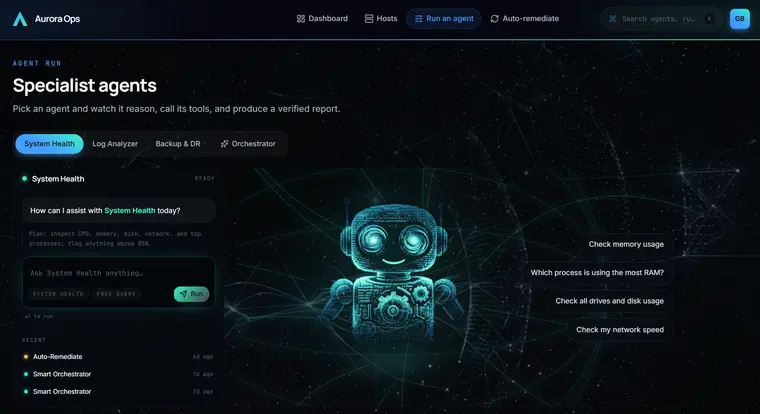 Aurora Ops
Dashboard
Hosts
Run an agent
Auto-remediate
Search agents, ru…
K
GB
AGENT RUN
Specialist agents
Pick an agent and watch it reason, call its tools, and produce a verified report.
System Health
Log Analyzer
Backup & DR
Orchestrator
System Health
READY
How can I assist with System Health today?
Plan: inspect CPU, memory, disk, network, and top
processes; flag anything above 85%.
Ask System Health anything…
SYSTEM HEALTH
FREE QUERY
Run
↵ to run
RECENT
Auto-Remediate
6d ago
Smart Orchestrator
7d ago
Smart Orchestrator
7d ago
Check memory usage
Which process is using the most RAM?
Check all drives and disk usage
Check my network speed